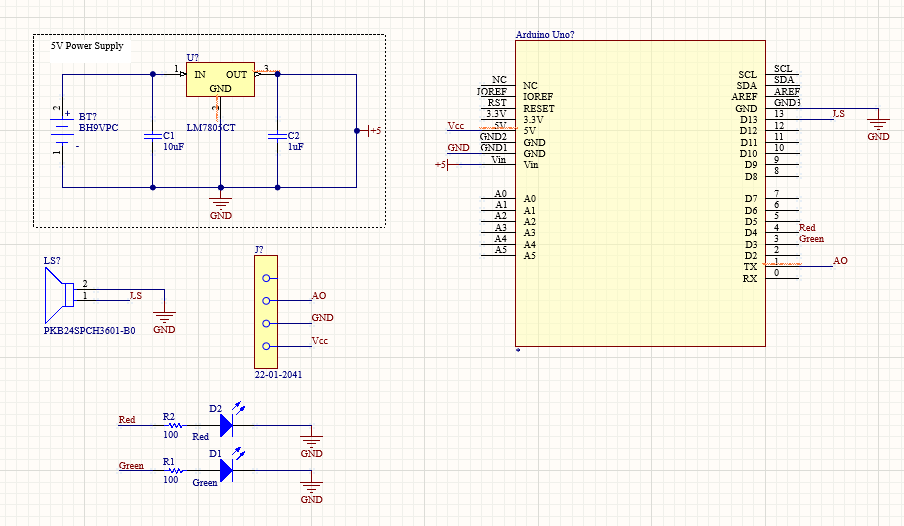 5V Power Supply
U?
1
IN
OUT
3
GND
2
LM7805CT
2
+
BT?
BH9VPC
1
-
C1
10uF
C2
1uF
+5
GND
LS?
2
1
LS
GND
PKB24SPCH3601-B0
J?
AO
GND
Vcc
22-01-2041
Red
R2
100
D2
Red
GND
Green
R1
100
D1
Green
GND
Arduino Uno?
NC
NC
IOREF
IOREF
RST
RESET
3.3V
3.3V
Vcc
5V
5V
GND2
GND
GND
GND1
GND
+5
Vin
Vin
A0
A0
A1
A1
A2
A2
A3
A3
A4
A4
A5
A5
SCL
SCL
SDA
SDA
AREF
AREF
GND
GND3
GND
D13
13
LS
D12
12
D11
11
D10
10
D9
9
D8
8
D7
7
D6
6
D5
5
D4
4
Red
D3
3
Green
D2
2
TX
1
AO
RX
0